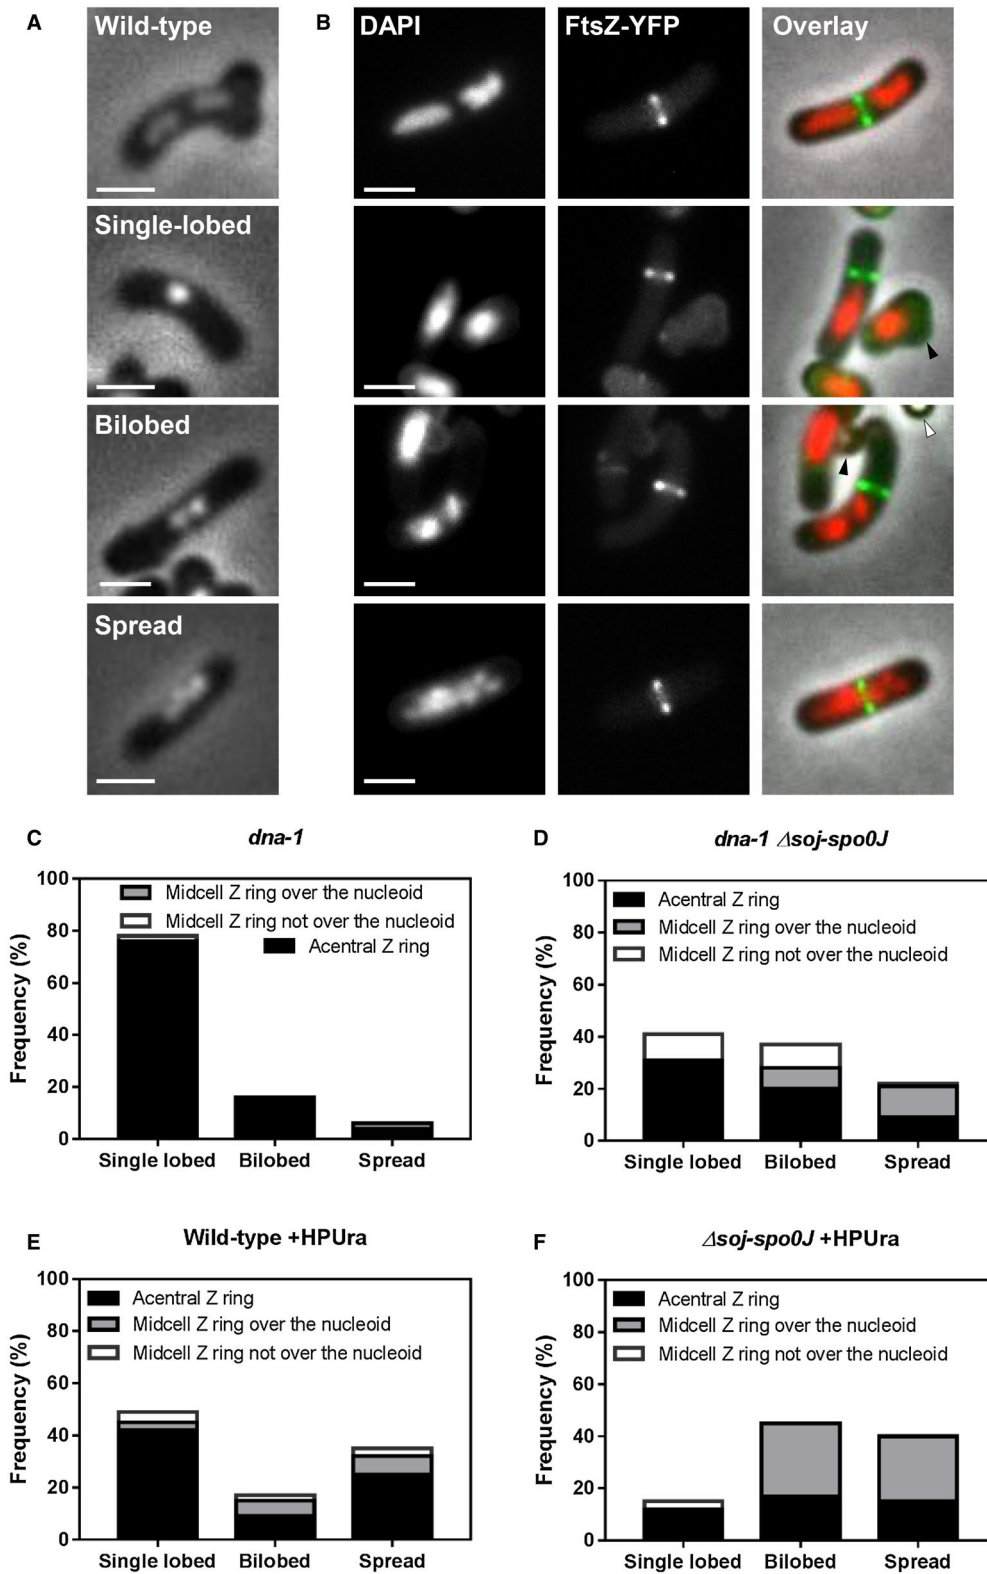 A
Wild-type
B
DAPI
FtsZ-YFP
Overlay
Single-lobed
Bilobed
Spread
C
dna-1
Frequency (%)
100
80
60
40
20
0
Midcell Z ring over the nucleoid
Midcell Z ring not over the nucleoid
Acentral Z ring
Single lobed
Bilobed
Spread
D
dna-1 Δsoj-spo0J
Frequency (%)
100
80
60
40
20
0
Acentral Z ring
Midcell Z ring over the nucleoid
Midcell Z ring not over the nucleoid
Single lobed
Bilobed
Spread
E
Wild-type +HPUra
Frequency (%)
100
80
60
40
20
0
Acentral Z ring
Midcell Z ring over the nucleoid
Midcell Z ring not over the nucleoid
Single lobed
Bilobed
Spread
F
Δsoj-spo0J +HPUra
Frequency (%)
100
80
60
40
20
0
Acentral Z ring
Midcell Z ring over the nucleoid
Midcell Z ring not over the nucleoid
Single lobed
Bilobed
Spread